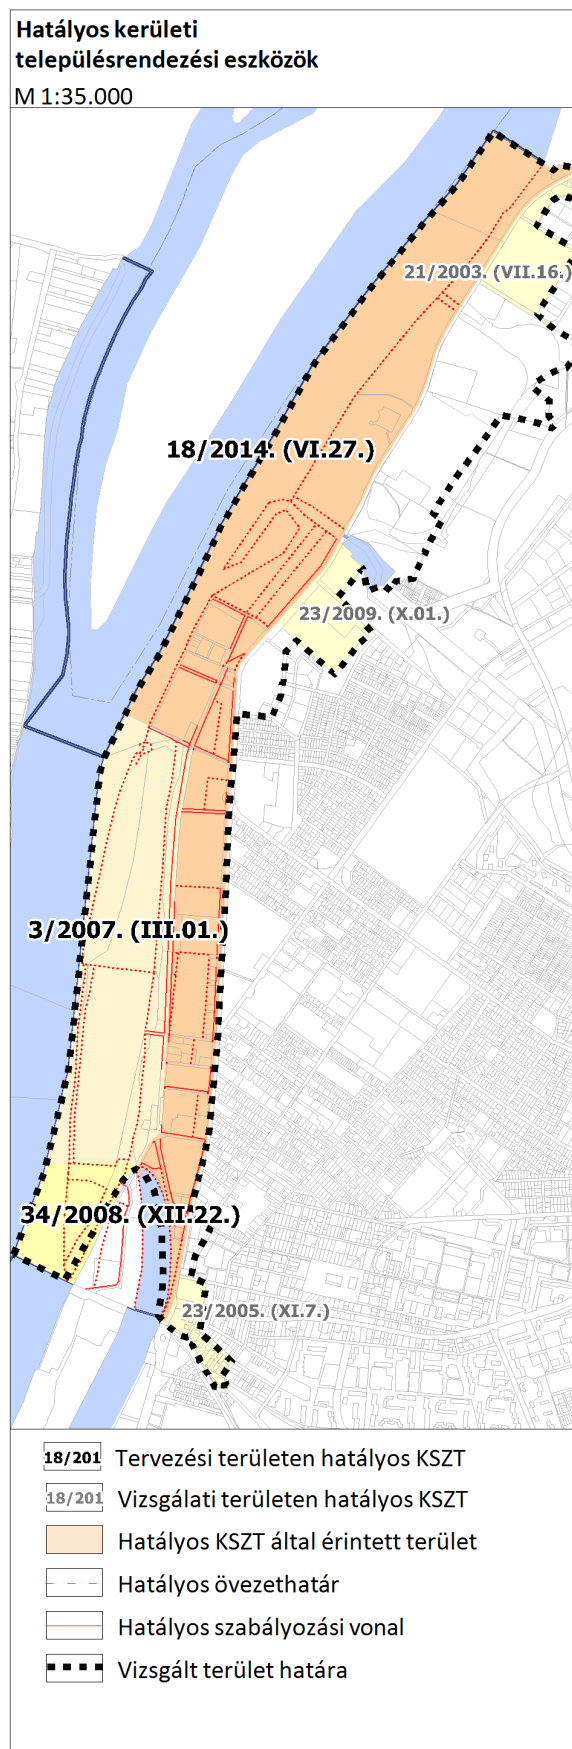 Hatályos kerületi
településrendezési eszközök
M 1:35.000
21/2003. (VII.16.)
18/2014. (VI.27.)
23/2009. (X.01.)
3/2007. (III.01.)
34/2008. (XII.22.)
23/2005. (XI.7.)
18/201 Tervezési területen hatályos KSZT
18/201 Vizsgálati területen hatályos KSZT
Hatályos KSZT által érintett terület
Hatályos övezethatár
Hatályos szabályozási vonal
Vizsgált terület határa